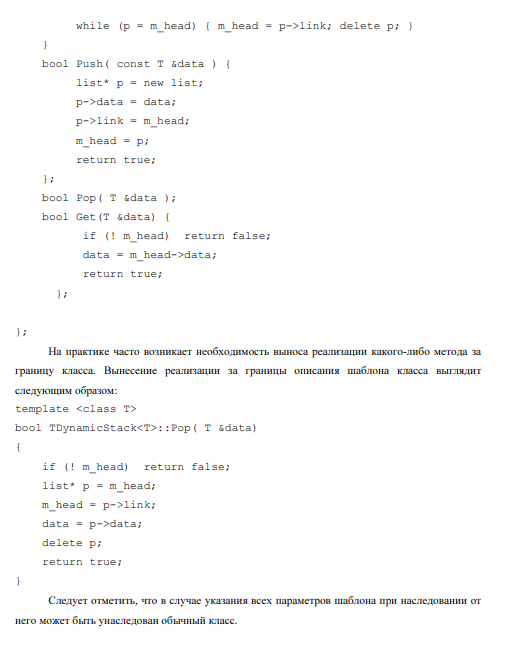 while (p = m_head) { m_head = p->link; delete p; }
}
bool Push( const T &data ) {
list* p = new list;
p->data = data;
p->link = m_head;
m_head = p;
return true;
};
bool Pop( T &data );
bool Get(T &data) {
if (! m_head) return false;
data = m_head->data;
return true;
};
};
На практике часто возникает необходимость выноса реализации какого-либо метода за
границу класса. Вынесение реализации за границы описания шаблона класса выглядит
следующим образом:
template <class T>
bool TDynamicStack<T>::Pop( T &data)
{
if (! m_head) return false;
list* p = m_head;
m_head = p->link;
data = p->data;
delete p;
return true;
}
Следует отметить, что в случае указания всех параметров шаблона при наследовании от
него может быть унаследован обычный класс.